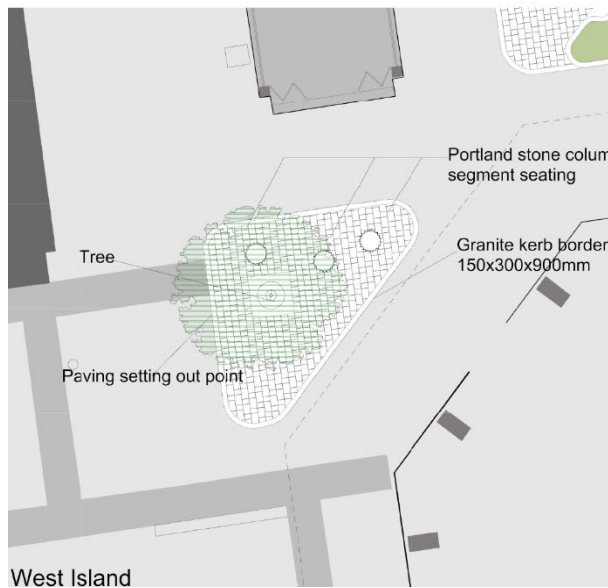 Portland stone colum
segment seating
Tree
Granite kerb border
150x300x900mm
Paving setting out point
West Island